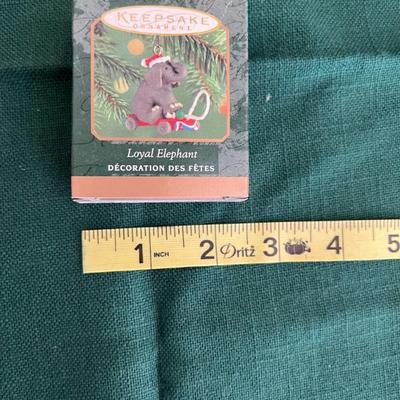 KEEPSAKE
ORNAMENT
Loyal Elephant
DÉCORATION DES FÊTES
1 INCH 2 Dritz 3 4 5